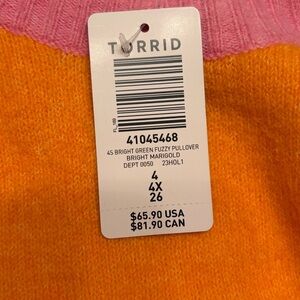 TORRID
FL_100
41045468
4S BRIGHT GREEN FUZZY PULLOVER
BRIGHT MARIGOLD
DEPT 0050 23HOL1
4
4X
26
$65.90 USA
$81.90 CAN